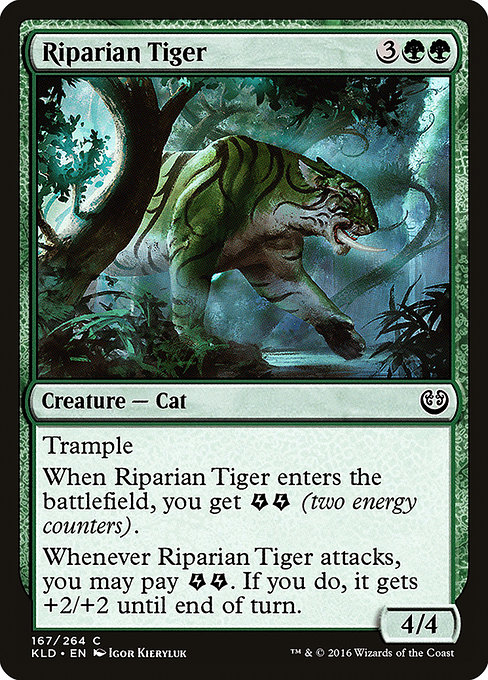 Riparian Tiger 3
Creature — Cat
Trample
When Riparian Tiger enters the
battlefield, you get (two energy
counters).
Whenever Riparian Tiger attacks,
you may pay . If you do, it gets
+2/+2 until end of turn.
4/4
167/264 C
KLD • EN Igor Kieryluk
™ & © 2016 Wizards of the Coast